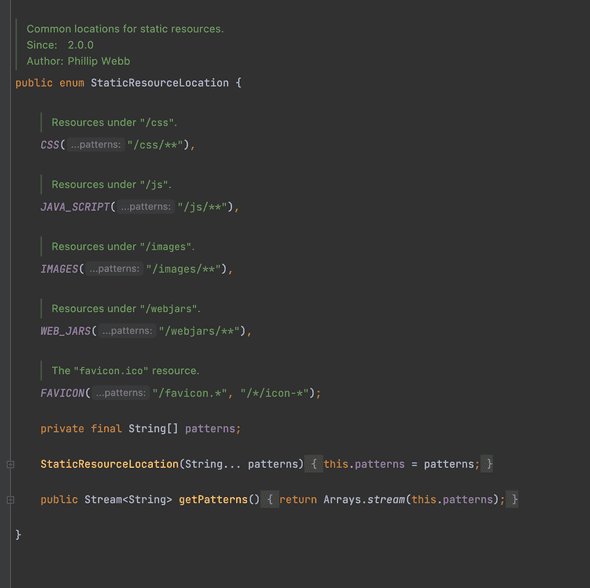 Common locations for static resources.
Since: 2.0.0
Author: Phillip Webb
public enum StaticResourceLocation {
Resources under "/css".
CSS( ...patterns: "/css/**"),
Resources under "/js".
JAVA_SCRIPT( ...patterns: "/js/**"),
Resources under "/images".
IMAGES( ...patterns: "/images/**"),
Resources under "/webjars".
WEB_JARS( ...patterns: "/webjars/**"),
The "favicon.ico" resource.
FAVICON( ...patterns: "/favicon.*", "/*/icon-*");
private final String[] patterns;
StaticResourceLocation(String... patterns) { this.patterns = patterns; }
public Stream<String> getPatterns() { return Arrays.stream(this.patterns); }
}